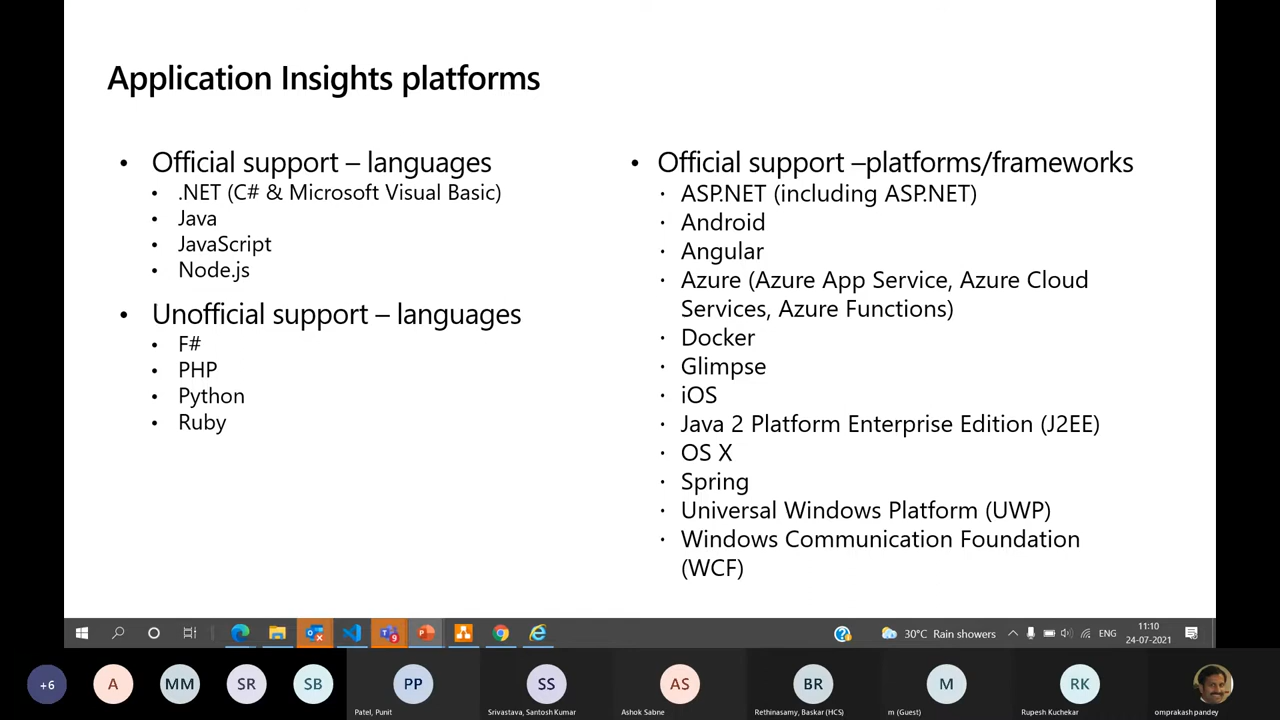 Application Insights platforms
• Official support – languages
• .NET (C# & Microsoft Visual Basic)
• Java
• JavaScript
• Node.js
• Unofficial support – languages
• F#
• PHP
• Python
• Ruby
• Official support –platforms/frameworks
· ASP.NET (including ASP.NET)
· Android
· Angular
· Azure (Azure App Service, Azure Cloud
Services, Azure Functions)
· Docker
· Glimpse
· iOS
· Java 2 Platform Enterprise Edition (J2EE)
· OS X
· Spring
· Universal Windows Platform (UWP)
· Windows Communication Foundation
(WCF)
9
30°C Rain showers
ENG
11:10
24-07-2021
+6
A
MM
SR
SB
PP
SS
AS
BR
M
RK
Patel, Punit
Srivastava, Santosh Kumar
Ashok Sabne
Rethinasamy, Baskar (HCS)
m (Guest)
Rupesh Kuchekar
omprakash pandey